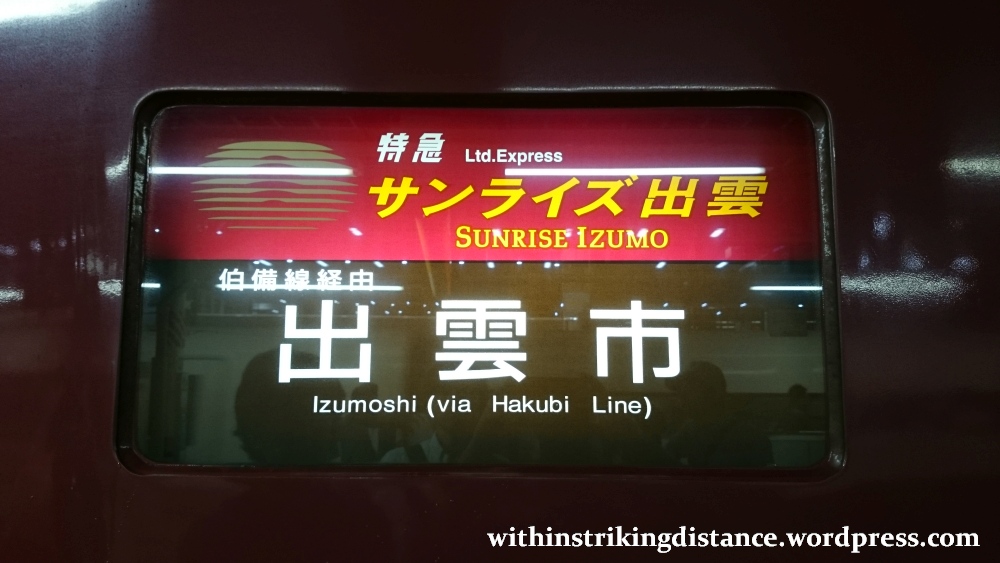 特急 Ltd.Express
サンライズ出雲
SUNRISE IZUMO
伯備線経由
出雲市
Izumoshi (via Hakubi Line)
withinstrikingdistance.wordpress.com